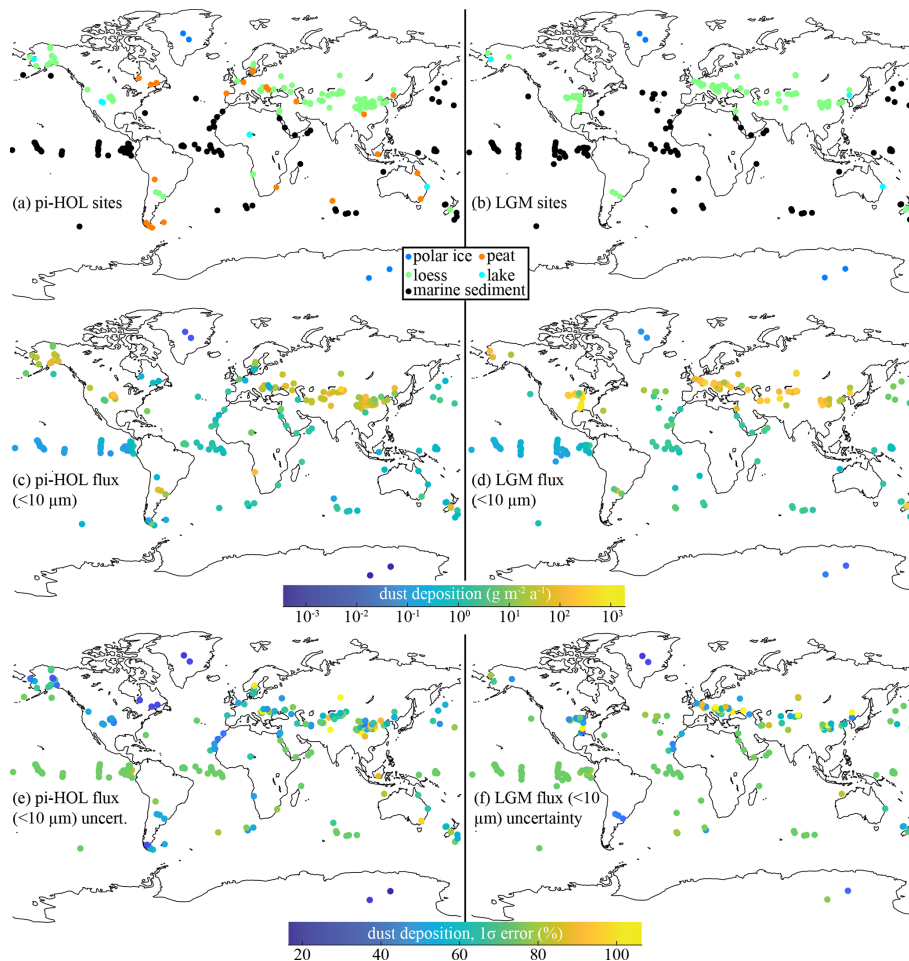 (a) pi-HOL sites
(b) LGM sites
polar ice
peat
loess
lake
marine sediment
(c) pi-HOL flux
(<10 µm)
(d) LGM flux
(<10 µm)
dust deposition (g m⁻² a⁻¹)
10⁻³ 10⁻² 10⁻¹ 10⁰ 10¹ 10² 10³
(e) pi-HOL flux
(<10 µm) uncert.
(f) LGM flux (<10
µm) uncertainty
dust deposition, 1σ error (%)
20 40 60 80 100